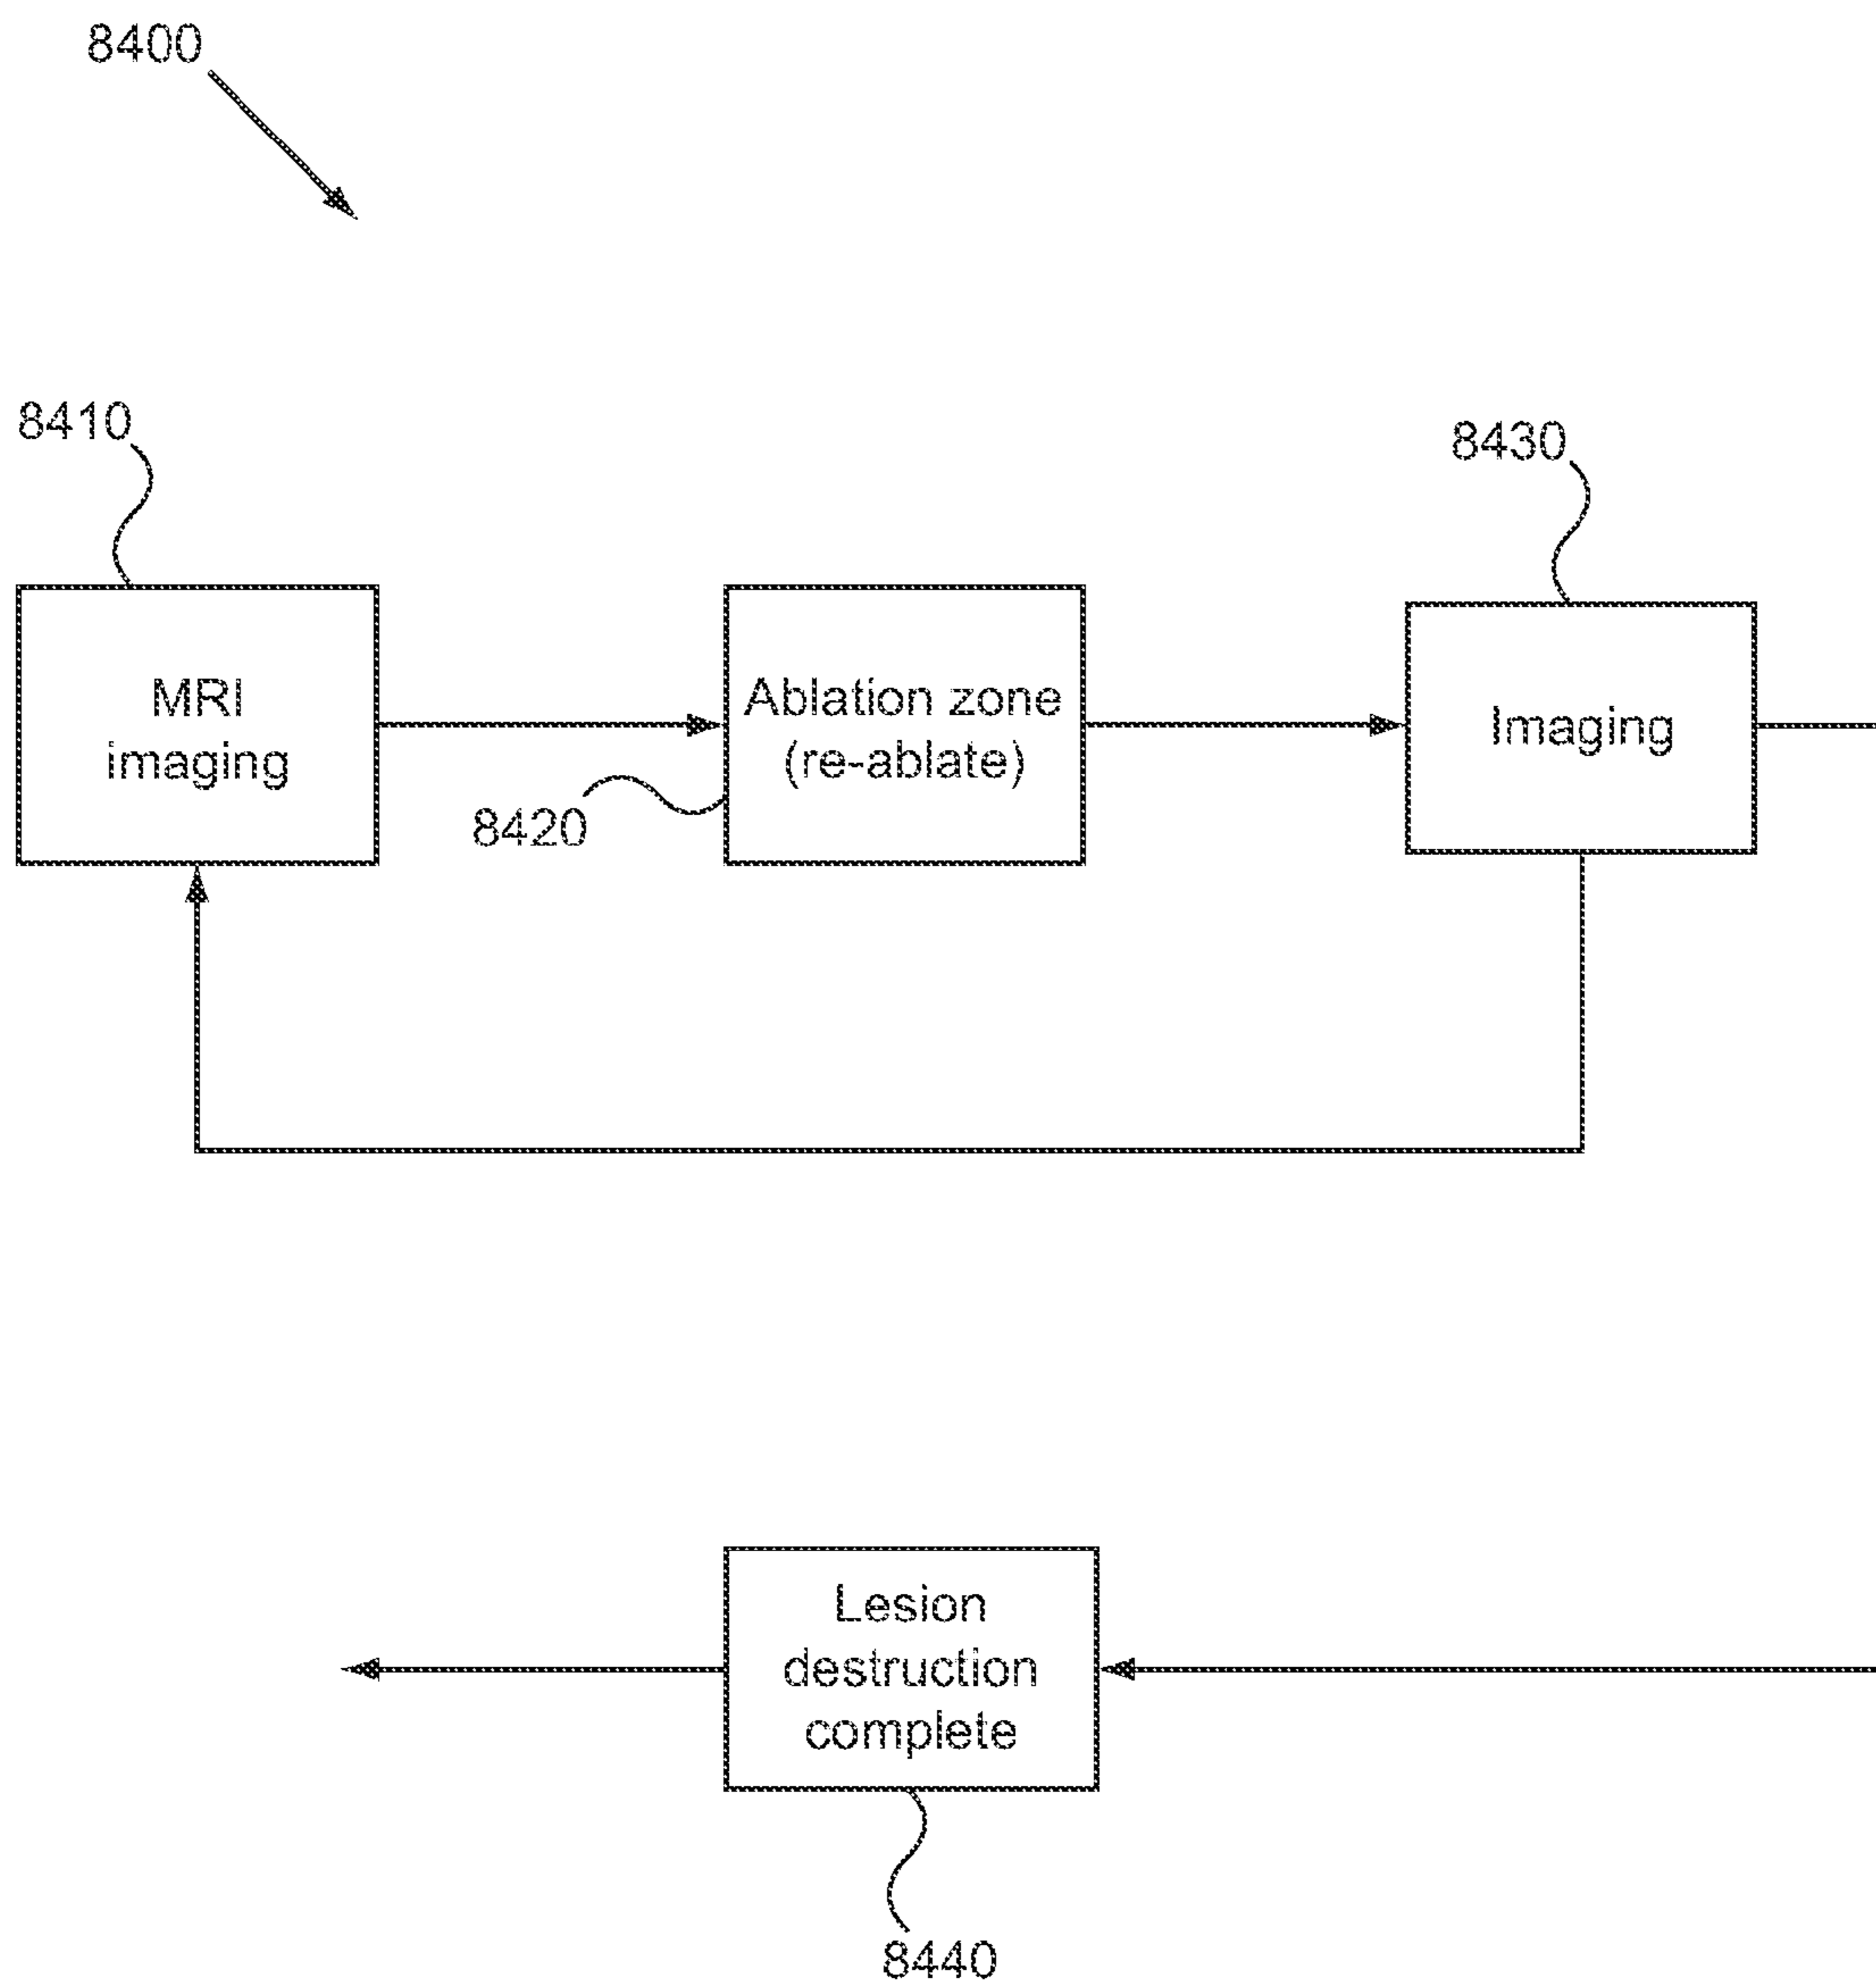 8400
8410
8430
MRI
imaging
Ablation zone
(re-ablate)
Imaging
8420
Lesion
destruction
complete
8440